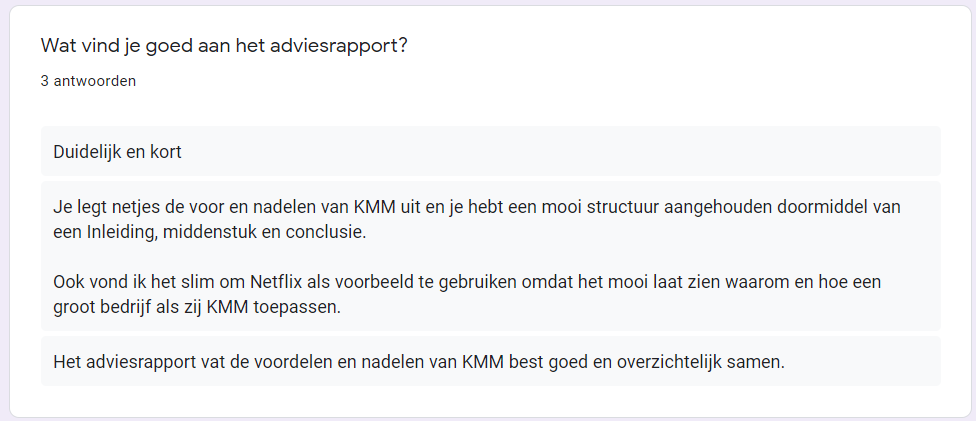 Wat vind je goed aan het adviesrapport?
3 antwoorden
Duidelijk en kort
Je legt netjes de voor en nadelen van KMM uit en je hebt een mooi structuur aangehouden doormiddel van
een Inleiding, middenstuk en conclusie.
Ook vond ik het slim om Netflix als voorbeeld te gebruiken omdat het mooi laat zien waarom en hoe een
groot bedrijf als zij KMM toepassen.
Het adviesrapport vat de voordelen en nadelen van KMM best goed en overzichtelijk samen.